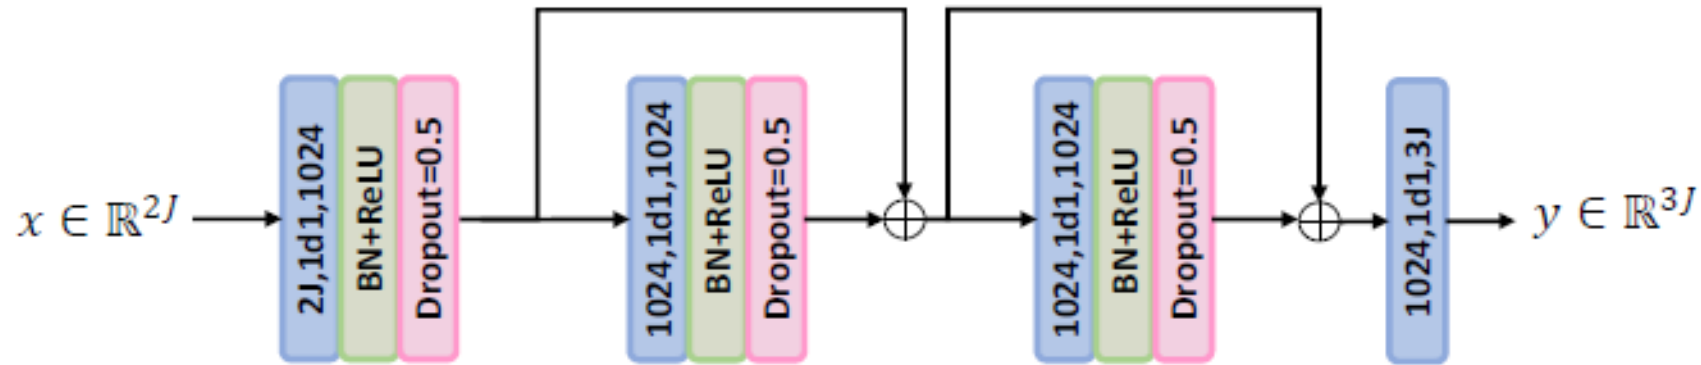 x ∈ ℝ^{2J}
2J,1d1,1024
BN+ReLU
Dropout=0.5
1024,1d1,1024
BN+ReLU
Dropout=0.5
1024,1d1,1024
BN+ReLU
Dropout=0.5
1024,1d1,3J
y ∈ ℝ^{3J}